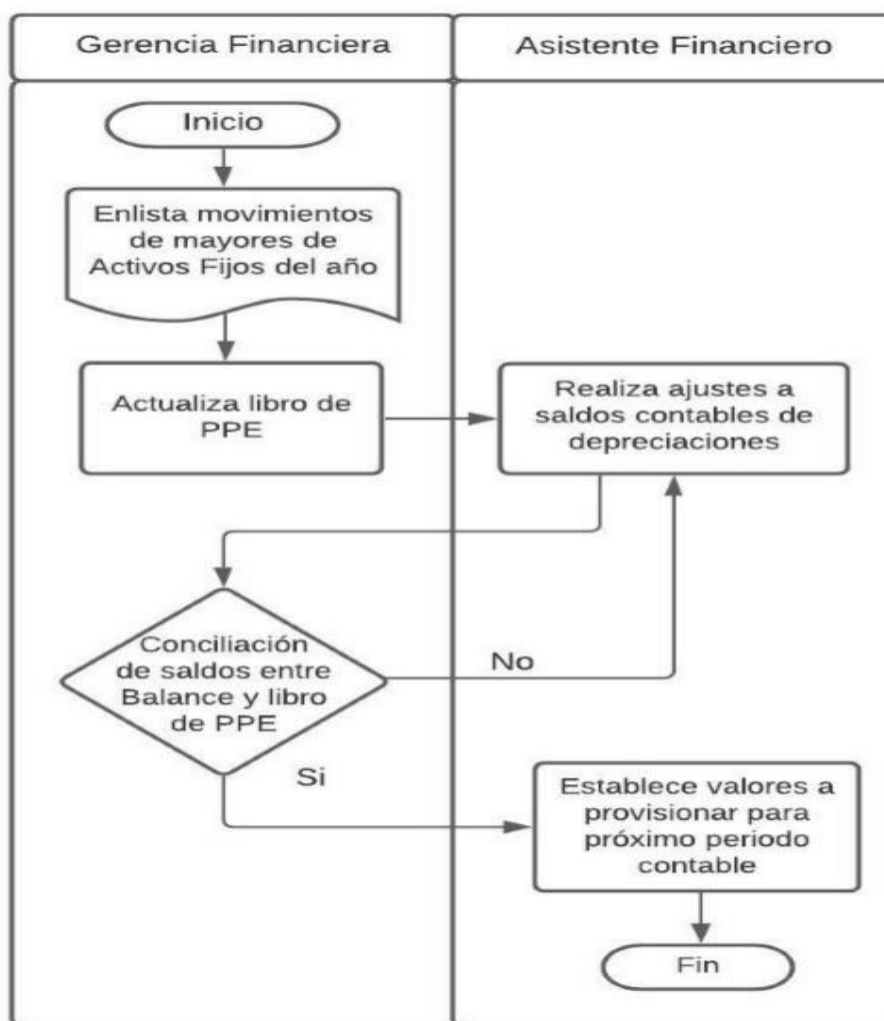 Gerencia Financiera
Asistente Financiero
Inicio
Enlista movimientos
de mayores de
Activos Fijos del año
Actualiza libro de
PPE
Realiza ajustes a
saldos contables de
depreciaciones
Conciliación
de saldos entre
Balance y libro
de PPE
No
Si
Establece valores a
provisionar para
próximo periodo
contable
Fin